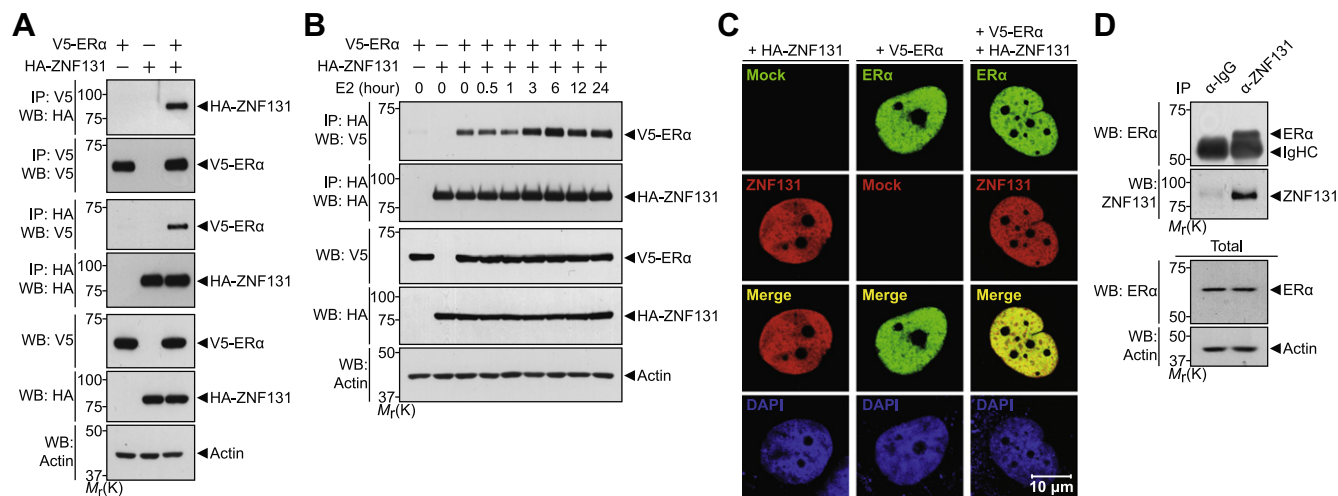 A
V5-ERα + − +
HA-ZNF131 − + +
IP: V5
WB: HA
100
75
HA-ZNF131
IP: V5
WB: V5
75
50
V5-ERα
IP: HA
WB: V5
75
V5-ERα
IP: HA
WB: HA
100
75
HA-ZNF131
WB: V5
75
50
V5-ERα
WB: HA
100
75
HA-ZNF131
WB:
Actin
50
37
Actin
Mr(K)
B
V5-ERα + − + + + + + + +
HA-ZNF131 − + + + + + + + +
E2 (hour) 0 0 0 0.5 1 3 6 12 24
IP: HA
WB: V5
75
V5-ERα
IP: HA
WB: HA
100
75
HA-ZNF131
WB: V5
75
50
V5-ERα
WB: HA
100
75
HA-ZNF131
WB:
Actin
50
37
Actin
Mr(K)
C
+ HA-ZNF131
+ V5-ERα
+ V5-ERα
+ HA-ZNF131
Mock
ERα
ERα
ZNF131
Mock
ZNF131
Merge
Merge
Merge
DAPI
DAPI
DAPI
10 µm
D
IP
α-IgG
α-ZNF131
WB: ERα
75
50
ERα
IgHC
WB:
ZNF131
100
75
ZNF131
Mr(K)
Total
WB: ERα
75
50
ERα
WB:
Actin
50
37
Actin
Mr(K)